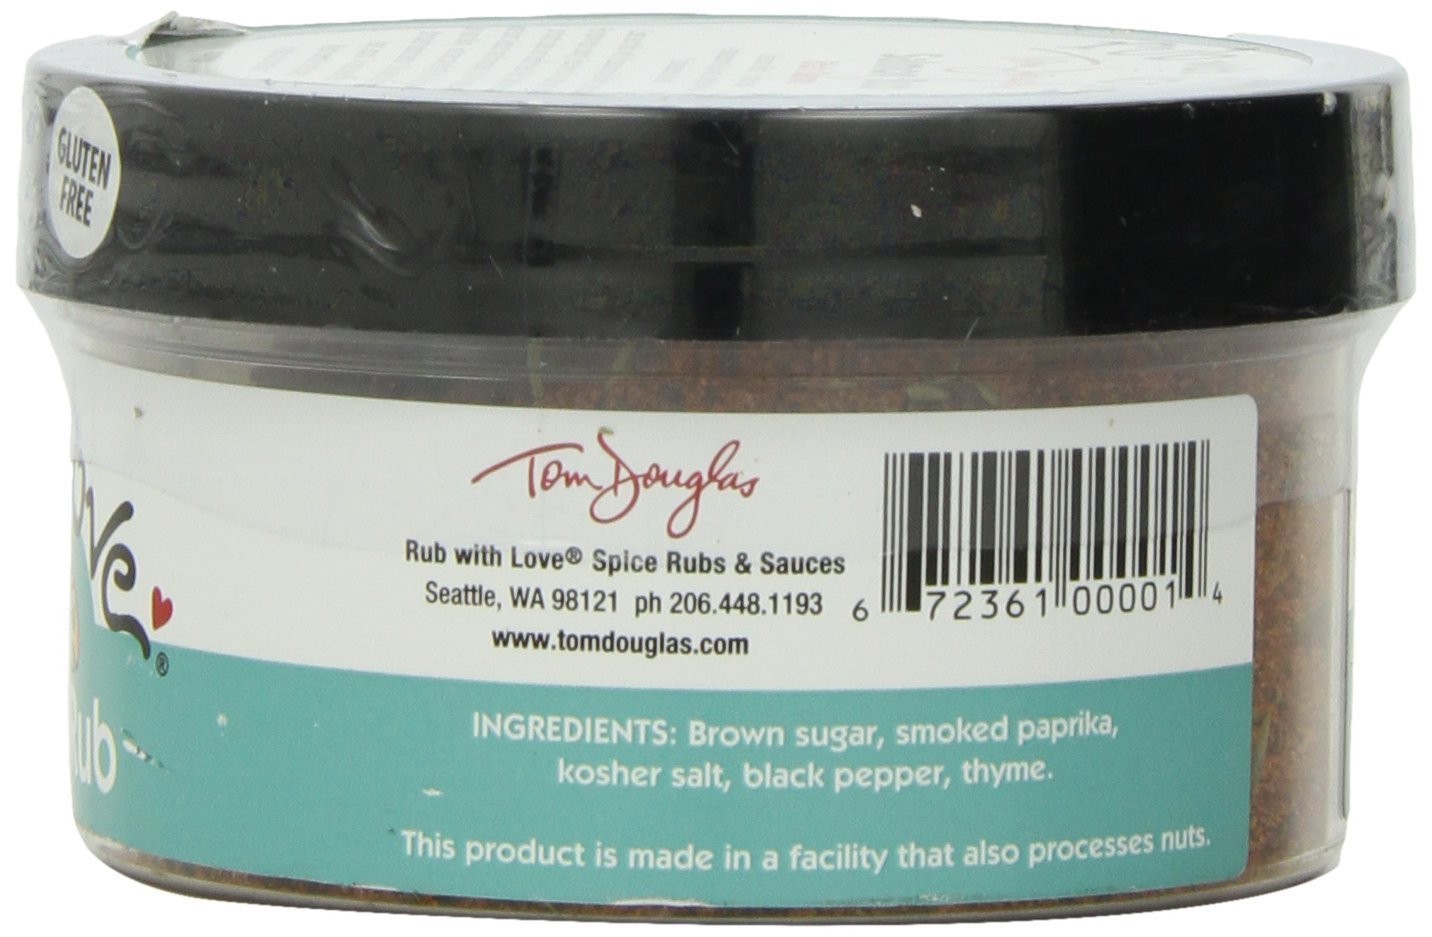 GLUTEN
FREE
Tom Douglas
Rub with Love® Spice Rubs & Sauces
Seattle, WA 98121 ph 206.448.1193
www.tomdouglas.com
6 72361 00001 4
®
INGREDIENTS: Brown sugar, smoked paprika,
kosher salt, black pepper, thyme.
This product is made in a facility that also processes nuts.